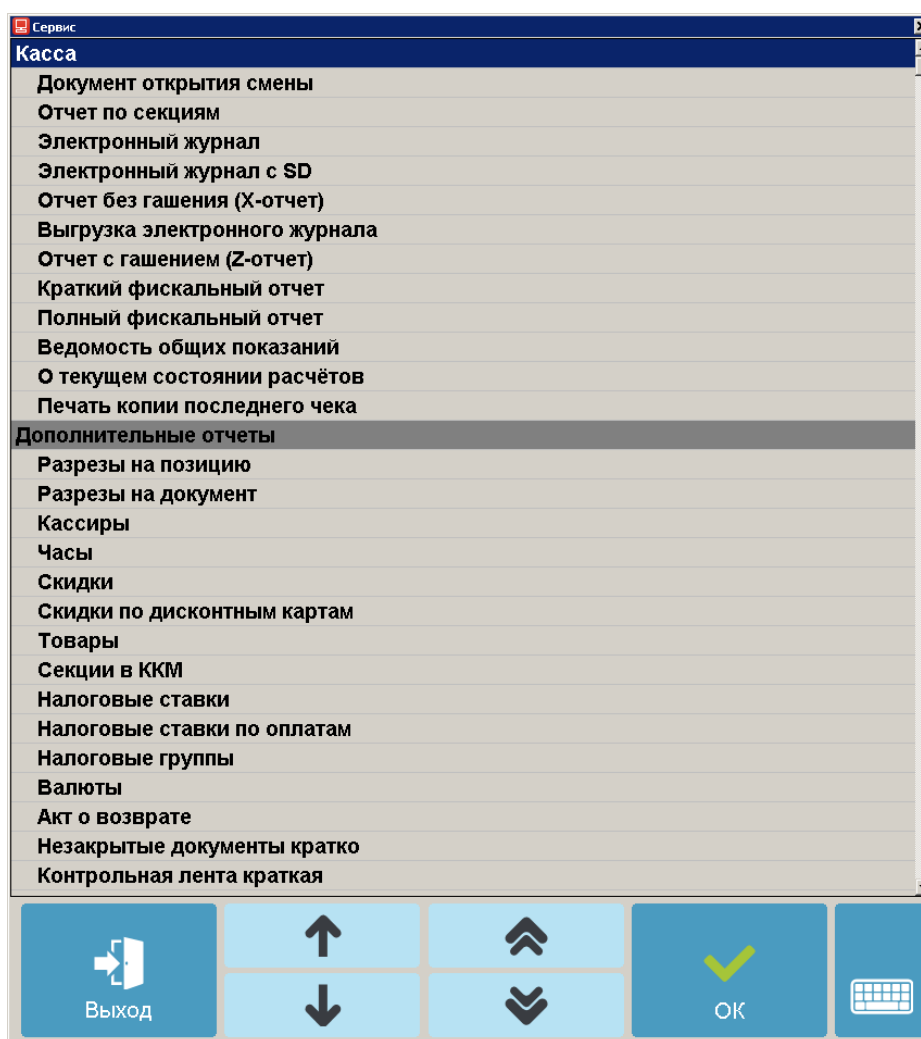 Сервис
Касса
Документ открытия смены
Отчет по секциям
Электронный журнал
Электронный журнал с SD
Отчет без гашения (X-отчет)
Выгрузка электронного журнала
Отчет с гашением (Z-отчет)
Краткий фискальный отчет
Полный фискальный отчет
Ведомость общих показаний
О текущем состоянии расчётов
Печать копии последнего чека
Дополнительные отчеты
Разрезы на позицию
Разрезы на документ
Кассиры
Часы
Скидки
Скидки по дисконтным картам
Товары
Секции в ККМ
Налоговые ставки
Налоговые ставки по оплатам
Налоговые группы
Валюты
Акт о возврате
Незакрытые документы кратко
Контрольная лента краткая
Выход
ОК